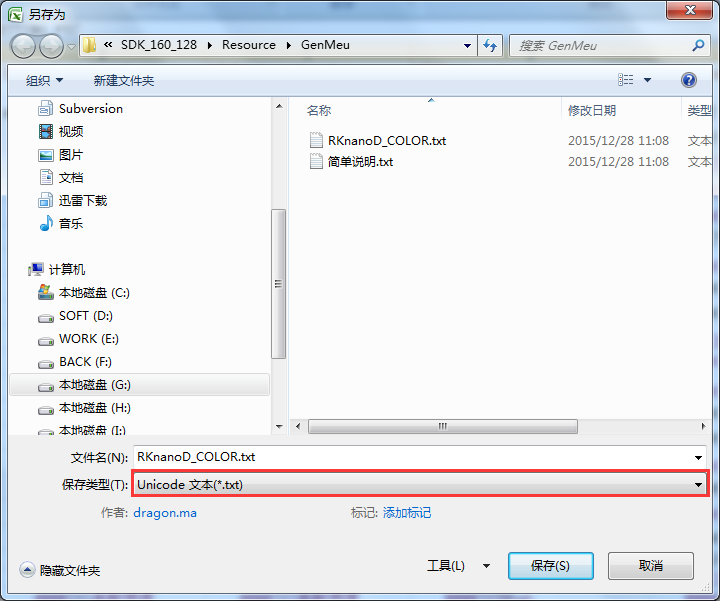 另存为
« SDK_160_128 Resource GenMeu
搜索 GenMeu
组织 新建文件夹
Subversion
视频
图片
文档
迅雷下载
音乐
计算机
本地磁盘 (C:)
SOFT (D:)
WORK (E:)
BACK (F:)
本地磁盘 (G:)
本地磁盘 (H:)
本地磁盘 (I:)
名称 修改日期 类型
RKnanoD_COLOR.txt 2015/12/28 11:08 文本
简单说明.txt 2015/12/28 11:08 文本
文件名(N): RKnanoD_COLOR.txt
保存类型(T): Unicode 文本(*.txt)
作者: dragon.ma 标记: 添加标记
隐藏文件夹 工具(L) 保存(S) 取消